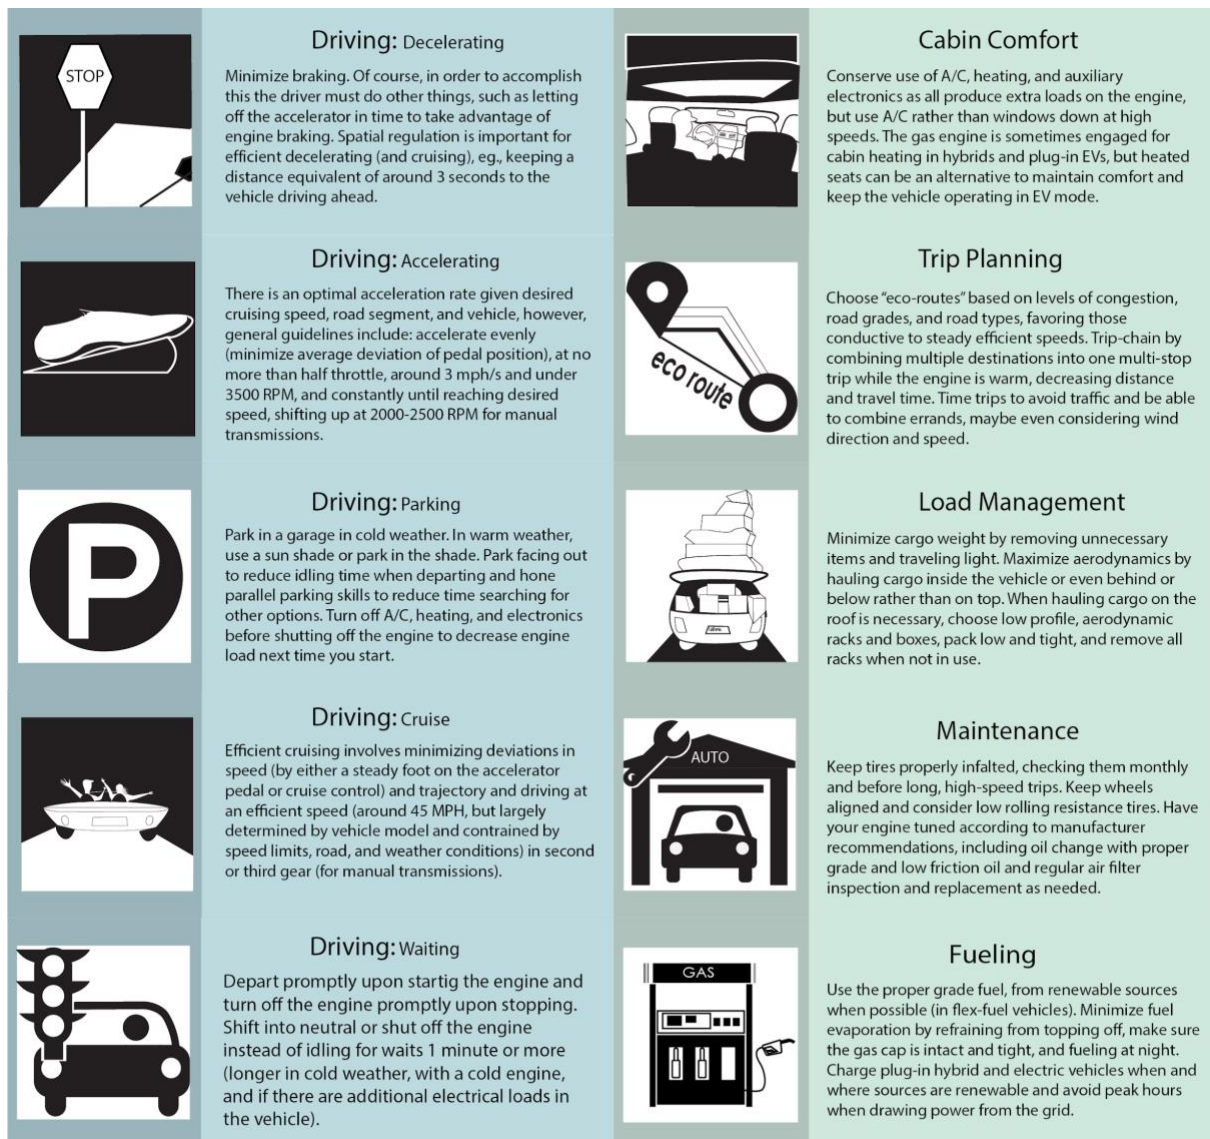 STOP
Driving: Decelerating
Minimize braking. Of course, in order to accomplish
this the driver must do other things, such as letting
off the accelerator in time to take advantage of
engine braking. Spatial regulation is important for
efficient decelerating (and cruising), eg., keeping a
distance equivalent of around 3 seconds to the
vehicle driving ahead.
Driving: Accelerating
There is an optimal acceleration rate given desired
cruising speed, road segment, and vehicle, however,
general guidelines include: accelerate evenly
(minimize average deviation of pedal position), at no
more than half throttle, around 3 mph/s and under
3500 RPM, and constantly until reaching desired
speed, shifting up at 2000-2500 RPM for manual
transmissions.
P
Driving: Parking
Park in a garage in cold weather. In warm weather,
use a sun shade or park in the shade. Park facing out
to reduce idling time when departing and hone
parallel parking skills to reduce time searching for
other options. Turn off A/C, heating, and electronics
before shutting off the engine to decrease engine
load next time you start.
Driving: Cruise
Efficient cruising involves minimizing deviations in
speed (by either a steady foot on the accelerator
pedal or cruise control) and trajectory and driving at
an efficient speed (around 45 MPH, but largely
determined by vehicle model and contrained by
speed limits, road, and weather conditions) in second
or third gear (for manual transmissions).
Driving: Waiting
Depart promptly upon startig the engine and
turn off the engine promptly upon stopping.
Shift into neutral or shut off the engine
instead of idling for waits 1 minute or more
(longer in cold weather, with a cold engine,
and if there are additional electrical loads in
the vehicle).
Cabin Comfort
Conserve use of A/C, heating, and auxiliary
electronics as all produce extra loads on the engine,
but use A/C rather than windows down at high
speeds. The gas engine is sometimes engaged for
cabin heating in hybrids and plug-in EVs, but heated
seats can be an alternative to maintain comfort and
keep the vehicle operating in EV mode.
eco route
Trip Planning
Choose “eco-routes” based on levels of congestion,
road grades, and road types, favoring those
conductive to steady efficient speeds. Trip-chain by
combining multiple destinations into one multi-stop
trip while the engine is warm, decreasing distance
and travel time. Time trips to avoid traffic and be able
to combine errands, maybe even considering wind
direction and speed.
Load Management
Minimize cargo weight by removing unnecessary
items and traveling light. Maximize aerodynamics by
hauling cargo inside the vehicle or even behind or
below rather than on top. When hauling cargo on the
roof is necessary, choose low profile, aerodynamic
racks and boxes, pack low and tight, and remove all
racks when not in use.
AUTO
Maintenance
Keep tires properly infalted, checking them monthly
and before long, high-speed trips. Keep wheels
aligned and consider low rolling resistance tires. Have
your engine tuned according to manufacturer
recommendations, including oil change with proper
grade and low friction oil and regular air filter
inspection and replacement as needed.
GAS
Fueling
Use the proper grade fuel, from renewable sources
when possible (in flex-fuel vehicles). Minimize fuel
evaporation by refraining from topping off, make sure
the gas cap is intact and tight, and fueling at night.
Charge plug-in hybrid and electric vehicles when and
where sources are renewable and avoid peak hours
when drawing power from the grid.